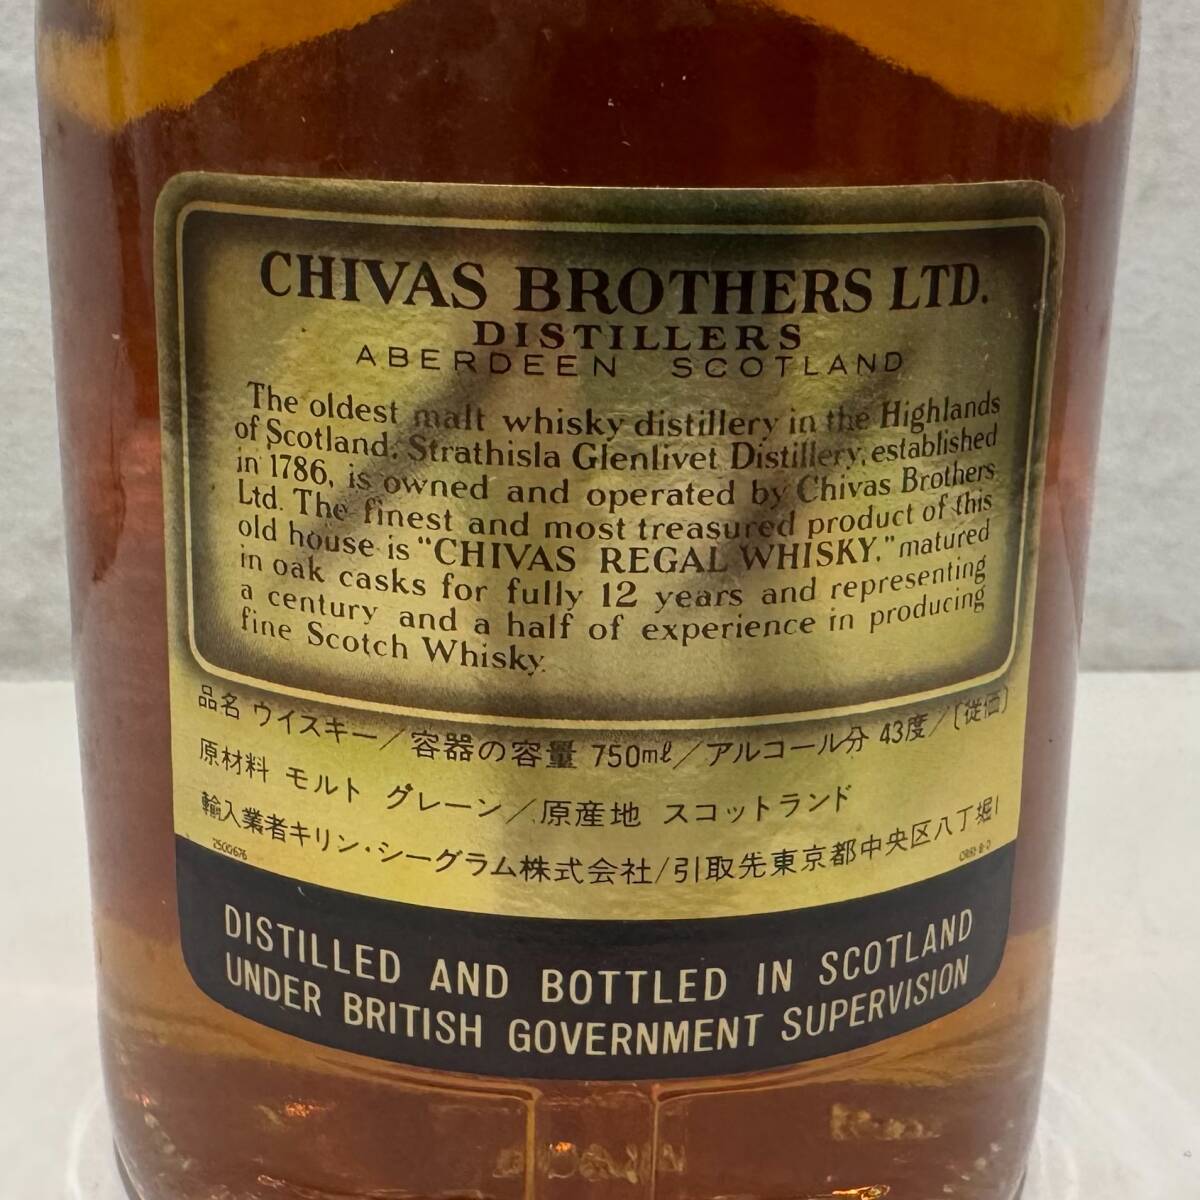 CHIVAS BROTHERS LTD.
DISTILLERS
ABERDEEN SCOTLAND
The oldest malt whisky distillery in the Highlands
of Scotland, Strathisla Glenlivet Distillery, established
in 1786, is owned and operated by Chivas Brothers
Ltd. The finest and most treasured product of this
old house is "CHIVAS REGAL WHISKY," matured
in oak casks for fully 12 years and representing
a century and a half of experience in producing
fine Scotch Whisky.
品名 ウイスキー/容器の容量 750mℓ/アルコール分 43度/〔従価〕
原材料 モルト グレーン/原産地 スコットランド
輸入業者キリン・シーグラム株式会社/引取先東京都中央区八丁堀1
2500676
DISTILLED AND BOTTLED IN SCOTLAND
UNDER BRITISH GOVERNMENT SUPERVISION